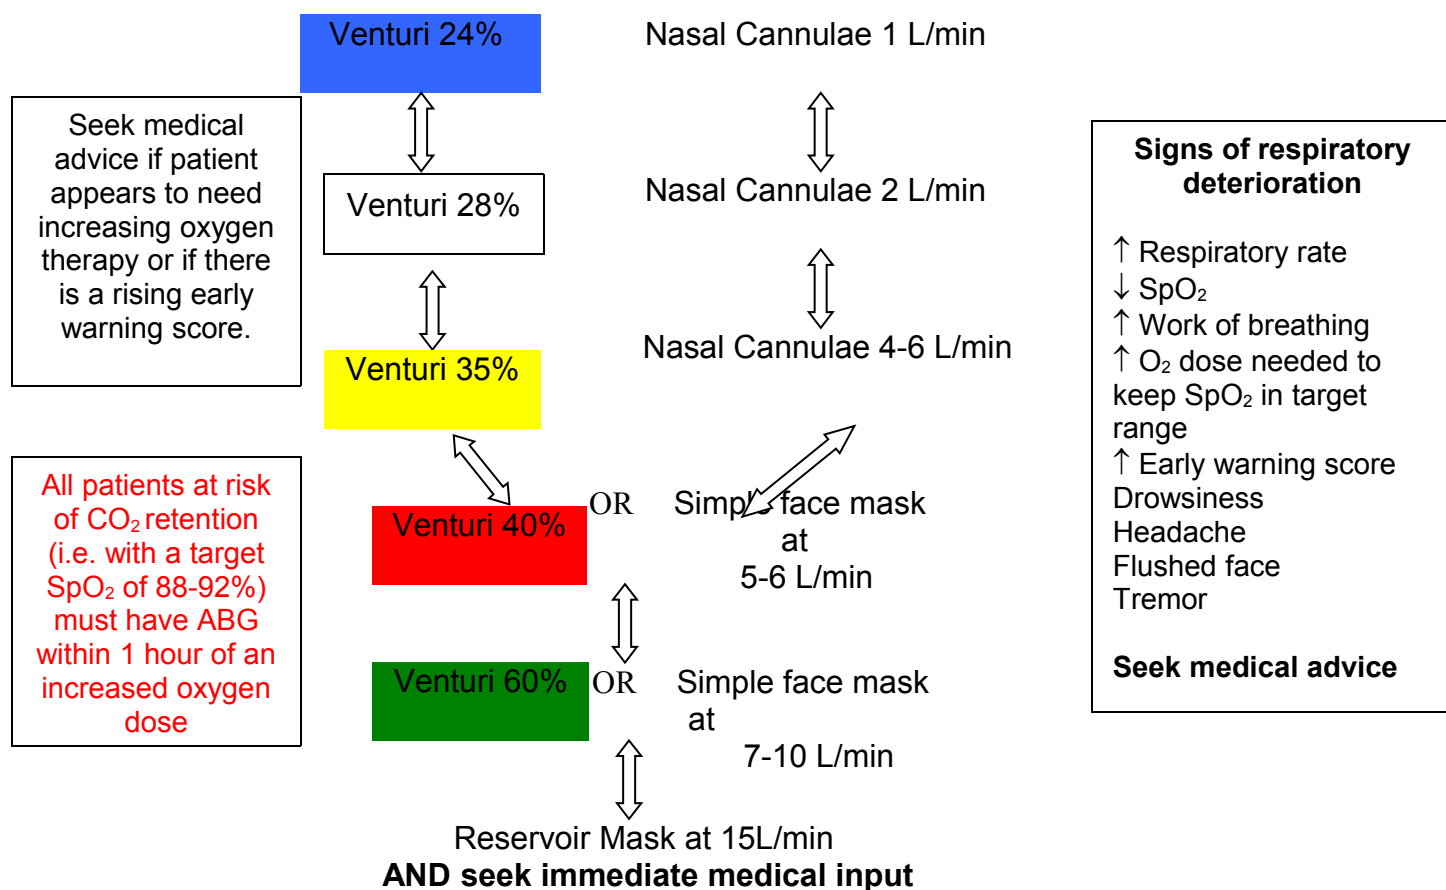 Venturi 24%
Nasal Cannulae 1 L/min
Seek medical
advice if patient
appears to need
increasing oxygen
therapy or if there
is a rising early
warning score.
Venturi 28%
Nasal Cannulae 2 L/min
Venturi 35%
Nasal Cannulae 4-6 L/min
All patients at risk
of CO₂ retention
(i.e. with a target
SpO₂ of 88-92%)
must have ABG
within 1 hour of an
increased oxygen
dose
Venturi 40%
OR
Simple face mask
at
5-6 L/min
Venturi 60%
OR
Simple face mask
at
7-10 L/min
Reservoir Mask at 15L/min
AND seek immediate medical input
Signs of respiratory
deterioration
↑ Respiratory rate
↓ SpO₂
↑ Work of breathing
↑ O₂ dose needed to
keep SpO₂ in target
range
↑ Early warning score
Drowsiness
Headache
Flushed face
Tremor
Seek medical advice